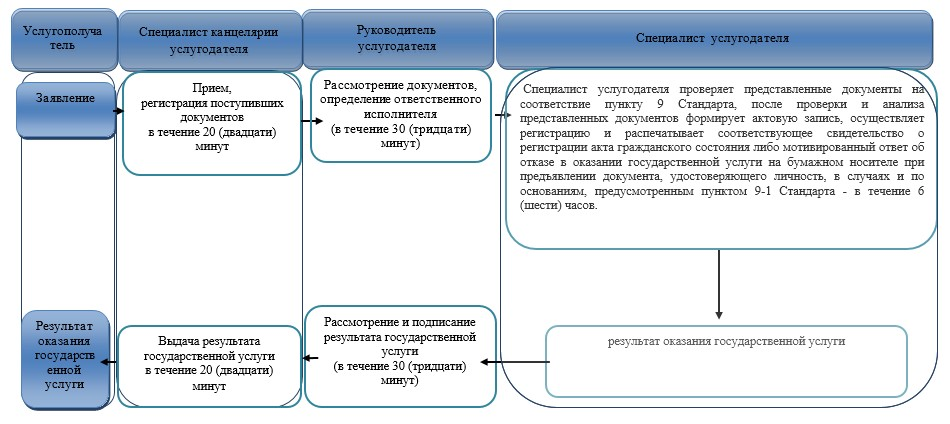 Услугополуча
тель
Специалист канцелярии
услугодателя
Руководитель
услугодателя
Специалист услугодателя
Заявление
Прием,
регистрация поступивших
документов
в течение 20 (двадцати)
минут
Рассмотрение документов,
определение ответственного
исполнителя
(в течение 30 (тридцати)
минут)
Специалист услугодателя проверяет представленные документы на
соответствие пункту 9 Стандарта, после проверки и анализа
представленных документов формирует актовую запись, осуществляет
регистрацию и распечатывает соответствующее свидетельство о
регистрации акта гражданского состояния либо мотивированный ответ об
отказе в оказании государственной услуги на бумажном носителе при
предъявлении документа, удостоверяющего личность, в случаях и по
основаниям, предусмотренным пунктом 9-1 Стандарта - в течение 6
(шести) часов.
Результат
оказания
государств
енной
услуги
Выдача результата
государственной услуги
в течение 20 (двадцати)
минут
Рассмотрение и подписание
результата государственной
услуги
(в течение 30 (тридцати)
минут)
результат оказания государственной услуги